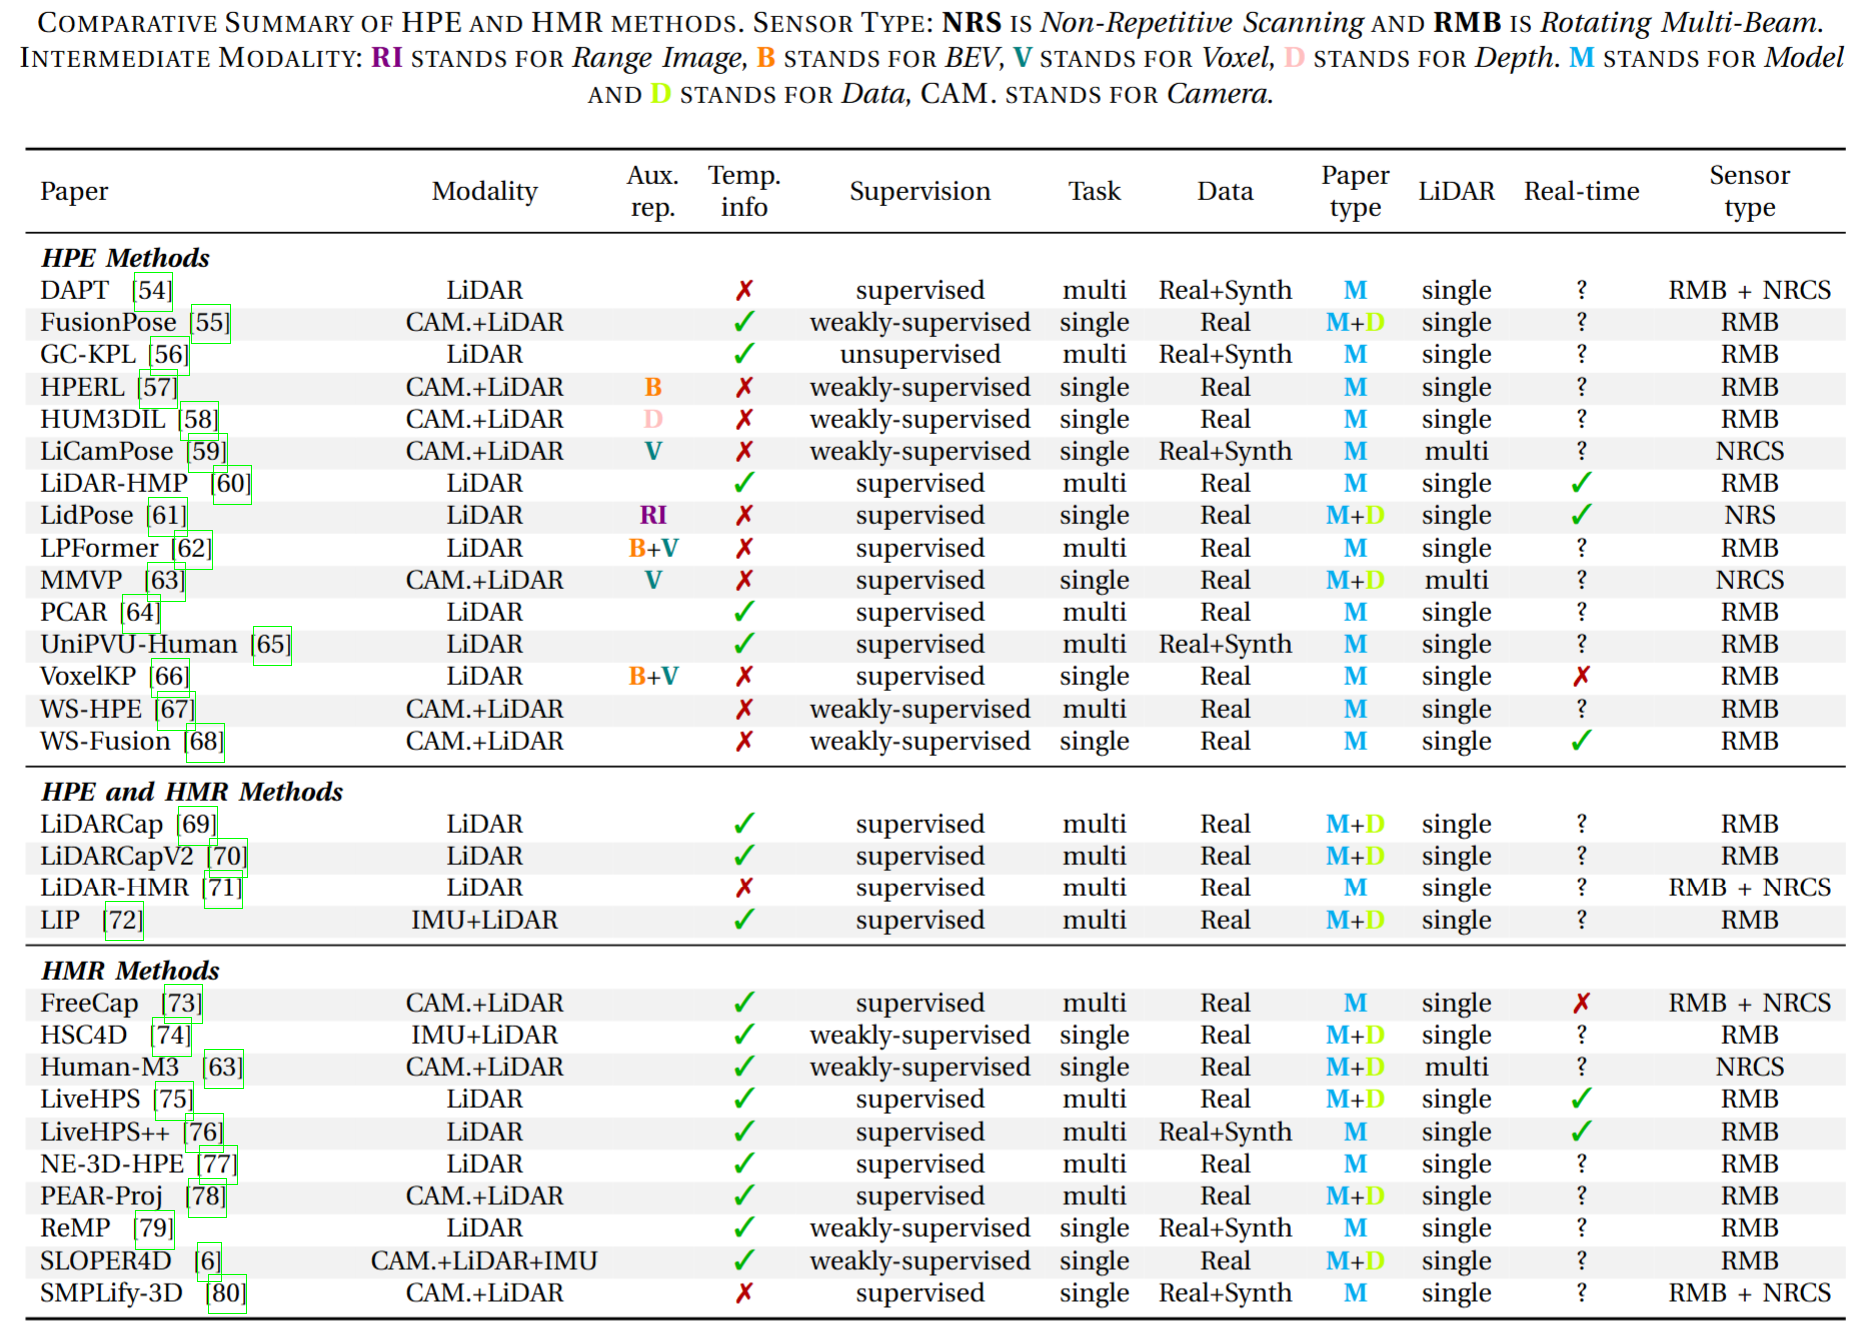 COMPARATIVE SUMMARY OF HPE AND HMR METHODS. SENSOR TYPE: NRS IS Non-Repetitive Scanning AND RMB IS Rotating Multi-Beam.
INTERMEDIATE MODALITY: RI STANDS FOR Range Image, B STANDS FOR BEV, V STANDS FOR Voxel, D STANDS FOR Depth. M STANDS FOR Model
AND D STANDS FOR Data, CAM. STANDS FOR Camera.
Paper Modality Aux. rep. Temp. info Supervision Task Data Paper type LiDAR Real-time Sensor type
HPE Methods
DAPT [54] LiDAR ✗ supervised multi Real+Synth M single ? RMB + NRCS
FusionPose [55] CAM.+LiDAR ✓ weakly-supervised single Real M+D single ? RMB
GC-KPL [56] LiDAR ✓ unsupervised multi Real+Synth M single ? RMB
HPERL [57] CAM.+LiDAR B ✗ weakly-supervised single Real M single ? RMB
HUM3DIL [58] CAM.+LiDAR D ✗ weakly-supervised single Real M single ? RMB
LiCamPose [59] CAM.+LiDAR V ✗ weakly-supervised single Real+Synth M multi ? NRCS
LiDAR-HMP [60] LiDAR ✓ supervised multi Real M single ✓ RMB
LidPose [61] LiDAR RI ✗ supervised single Real M+D single ✓ NRS
LPFormer [62] LiDAR B+V ✗ supervised multi Real M single ? RMB
MMVP [63] CAM.+LiDAR V ✗ supervised single Real M+D multi ? NRCS
PCAR [64] LiDAR ✓ supervised multi Real M single ? RMB
UniPVU-Human [65] LiDAR ✓ supervised multi Real+Synth M single ? RMB
VoxelKP [66] LiDAR B+V ✗ supervised single Real M single ✗ RMB
WS-HPE [67] CAM.+LiDAR ✗ weakly-supervised multi Real M single ? RMB
WS-Fusion [68] CAM.+LiDAR ✗ weakly-supervised single Real M single ✓ RMB
HPE and HMR Methods
LiDARCap [69] LiDAR ✓ supervised multi Real M+D single ? RMB
LiDARCapV2 [70] LiDAR ✓ supervised multi Real M+D single ? RMB
LiDAR-HMR [71] LiDAR ✗ supervised multi Real M single ? RMB + NRCS
LIP [72] IMU+LiDAR ✓ supervised multi Real M+D single ? RMB
HMR Methods
FreeCap [73] CAM.+LiDAR ✓ supervised multi Real M single ✗ RMB + NRCS
HSC4D [74] IMU+LiDAR ✓ weakly-supervised single Real M+D single ? RMB
Human-M3 [63] CAM.+LiDAR ✓ weakly-supervised single Real M+D multi ? NRCS
LiveHPS [75] LiDAR ✓ supervised multi Real M+D single ✓ RMB
LiveHPS++ [76] LiDAR ✓ supervised multi Real+Synth M single ✓ RMB
NE-3D-HPE [77] LiDAR ✓ supervised multi Real M single ? RMB
PEAR-Proj [78] CAM.+LiDAR ✓ supervised multi Real M+D single ? RMB
ReMP [79] LiDAR ✓ weakly-supervised single Real+Synth M single ? RMB
SLOPER4D [6] CAM.+LiDAR+IMU ✓ weakly-supervised single Real M+D single ? RMB
SMPLify-3D [80] CAM.+LiDAR ✗ supervised single Real+Synth M single ? RMB + NRCS